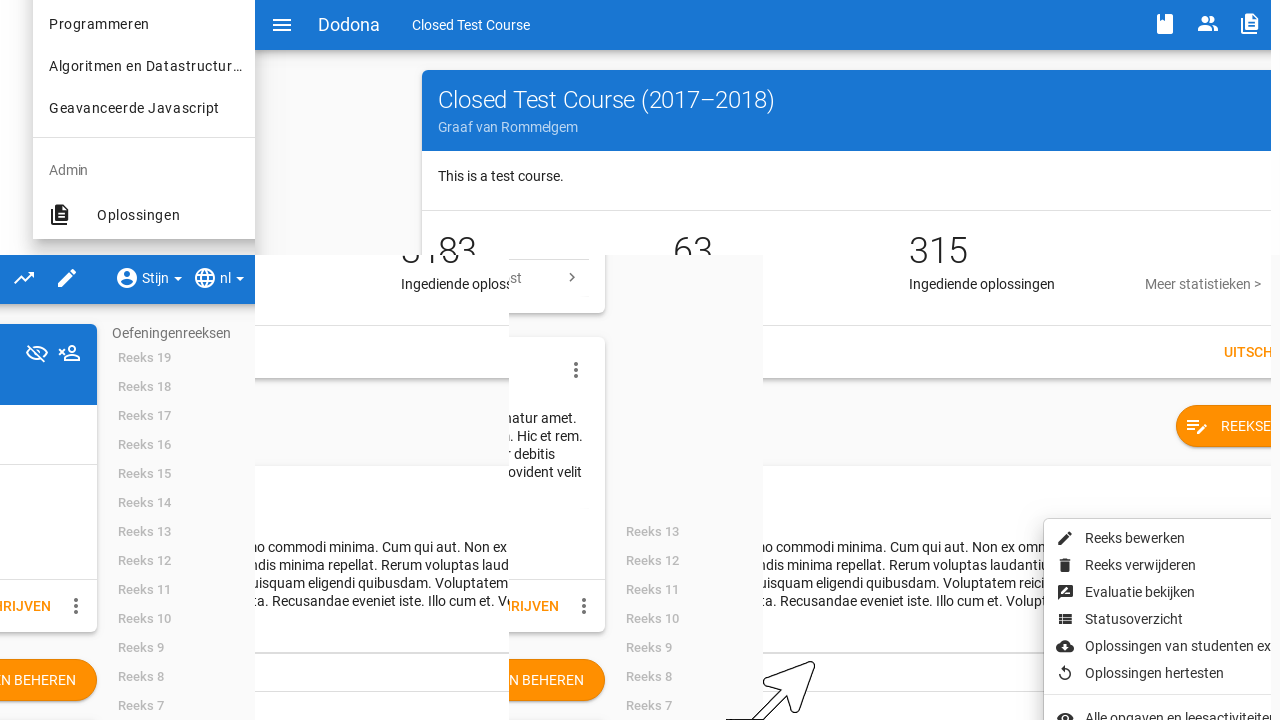 Programmeren
Algoritmen en Datastructur…
Geavanceerde Javascript
Admin
Oplossingen
Dodona
Closed Test Course
Closed Test Course (2017–2018)
Graaf van Rommelgem
This is a test course.
63
315
Ingediende oplossingen
Meer statistieken >
Stijn
nl
Oefeningenreeksen
Reeks 19
Reeks 18
Reeks 17
Reeks 16
Reeks 15
Reeks 14
Reeks 13
Reeks 12
Reeks 11
Reeks 10
Reeks 9
Reeks 8
Reeks 7
RIJVEN
EN BEHEREN
Ingediende oploss
st
UITSCH
REEKSE
natur amet.
. Hic et rem.
r debitis
ovident velit
no commodi minima. Cum qui aut. Non ex
ndis minima repellat. Rerum voluptas laud
uisquam eligendi quibusdam. Voluptatem
ta. Recusandae eveniet iste. Illo cum et. V
RIJVEN
N BEHEREN
Reeks 13
Reeks 12
Reeks 11
Reeks 10
Reeks 9
Reeks 8
Reeks 7
no commodi minima. Cum qui aut. Non ex omn
ndis minima repellat. Rerum voluptas laudantiu
uisquam eligendi quibusdam. Voluptatem reici
ta. Recusandae eveniet iste. Illo cum et. Volup
Reeks bewerken
Reeks verwijderen
Evaluatie bekijken
Statusoverzicht
Oplossingen van studenten ex
Oplossingen hertesten
Alle opgaven en leesactiviteiten